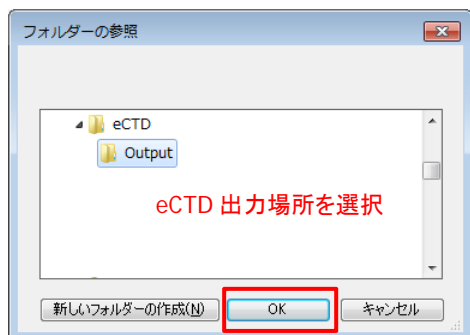 フォルダーの参照
eCTD
Output
eCTD 出力場所を選択
新しいフォルダーの作成(N)
OK
キャンセル